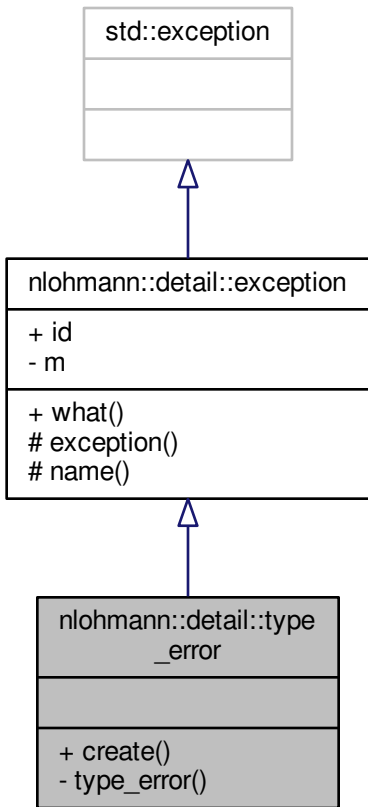 std::exception
nlohmann::detail::exception
+ id
- m
+ what()
# exception()
# name()
nlohmann::detail::type
_error
+ create()
- type_error()